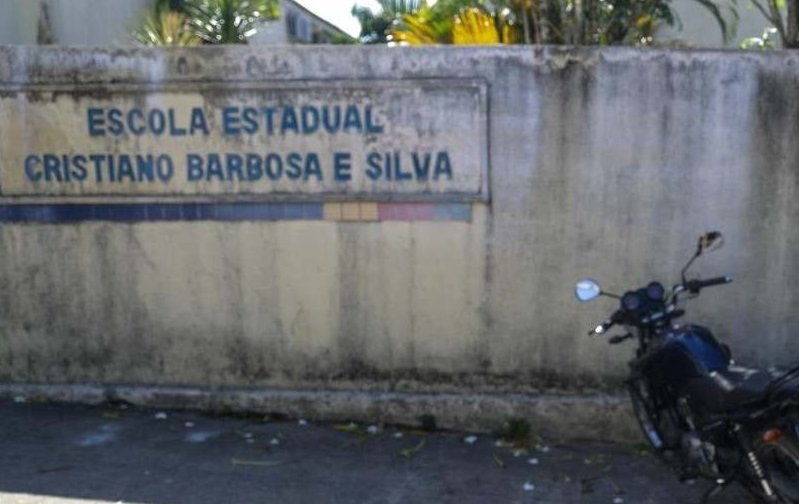 ESCOLA ESTADUAL
CRISTIANO BARBOSA E SILVA